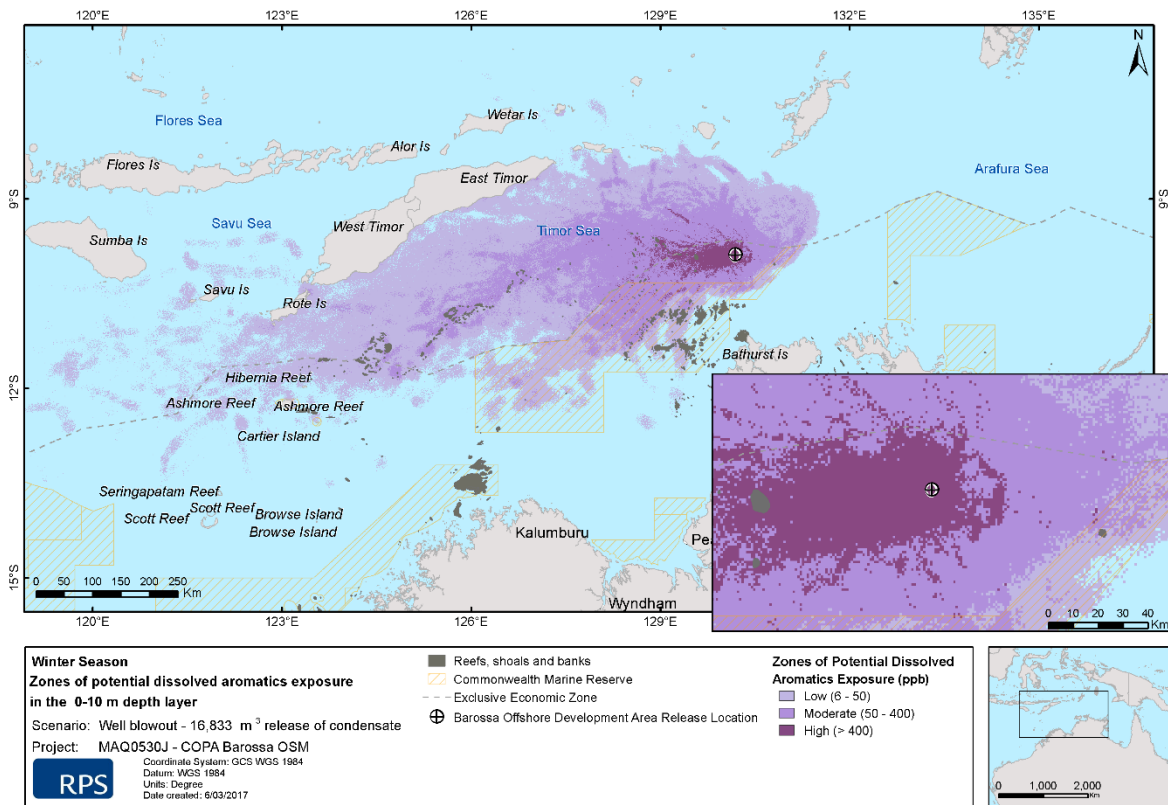 120°E 123°E 126°E 129°E 132°E 135°E
N
Flores Sea
Wetar Is
Alor Is
Flores Is
East Timor
Arafura Sea
9°S 9°S
Savu Sea
West Timor
Timor Sea
Sumba Is
Savu Is
Rote Is
Bathurst Is
12°S
Hibernia Reef
Ashmore Reef
Ashmore Reef
Cartier Island
Seringapatam Reef
Scott Reef
Scott Reef
Browse Island
Browse Island
Kalumburu
Pe
15°S
0 50 100 150 200 250
Km
Wyndham
0 10 20 30 40
Km
120°E 123°E 126°E 129°E 132°E 135°E
Winter Season
Zones of potential dissolved aromatics exposure
in the 0-10 m depth layer
Scenario: Well blowout - 16,833 m³ release of condensate
Project: MAQ0530J - COPA Barossa OSM
RPS
Coordinate System: GCS WGS 1984
Datum: WGS 1984
Units: Degree
Date created: 6/03/2017
Reefs, shoals and banks
Commonwealth Marine Reserve
Exclusive Economic Zone
Barossa Offshore Development Area Release Location
Zones of Potential Dissolved
Aromatics Exposure (ppb)
Low (6 - 50)
Moderate (50 - 400)
High (> 400)
0 1,000 2,000
Km